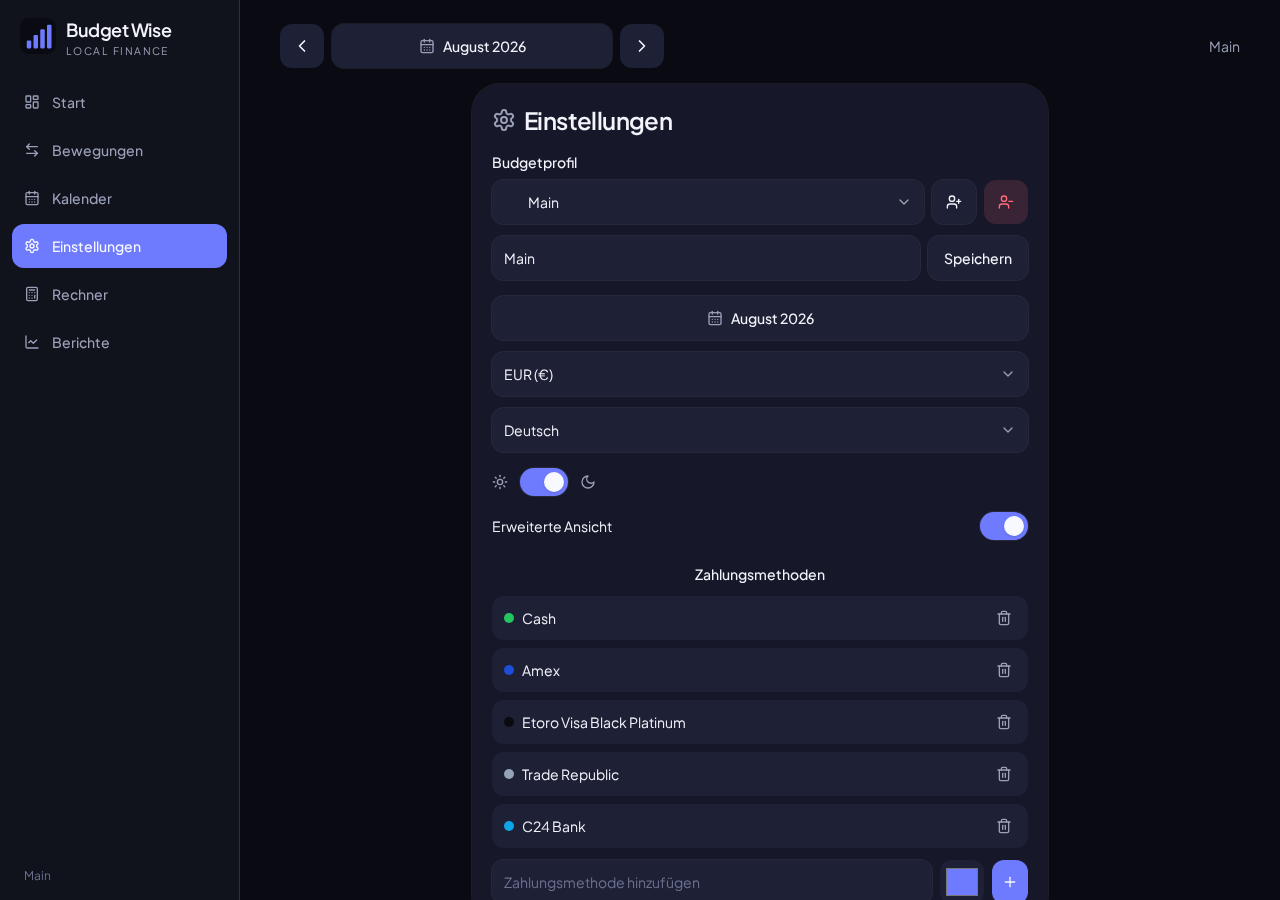 BudgetWise
LOCAL FINANCE
Start
Bewegungen
Kalender
Einstellungen
Rechner
Berichte
Main
August 2026
Main
Einstellungen
Budgetprofil
Main
Main
Speichern
August 2026
EUR (€)
Deutsch
Erweiterte Ansicht
Zahlungsmethoden
Cash
Amex
Etoro Visa Black Platinum
Trade Republic
C24 Bank
Zahlungsmethode hinzufügen